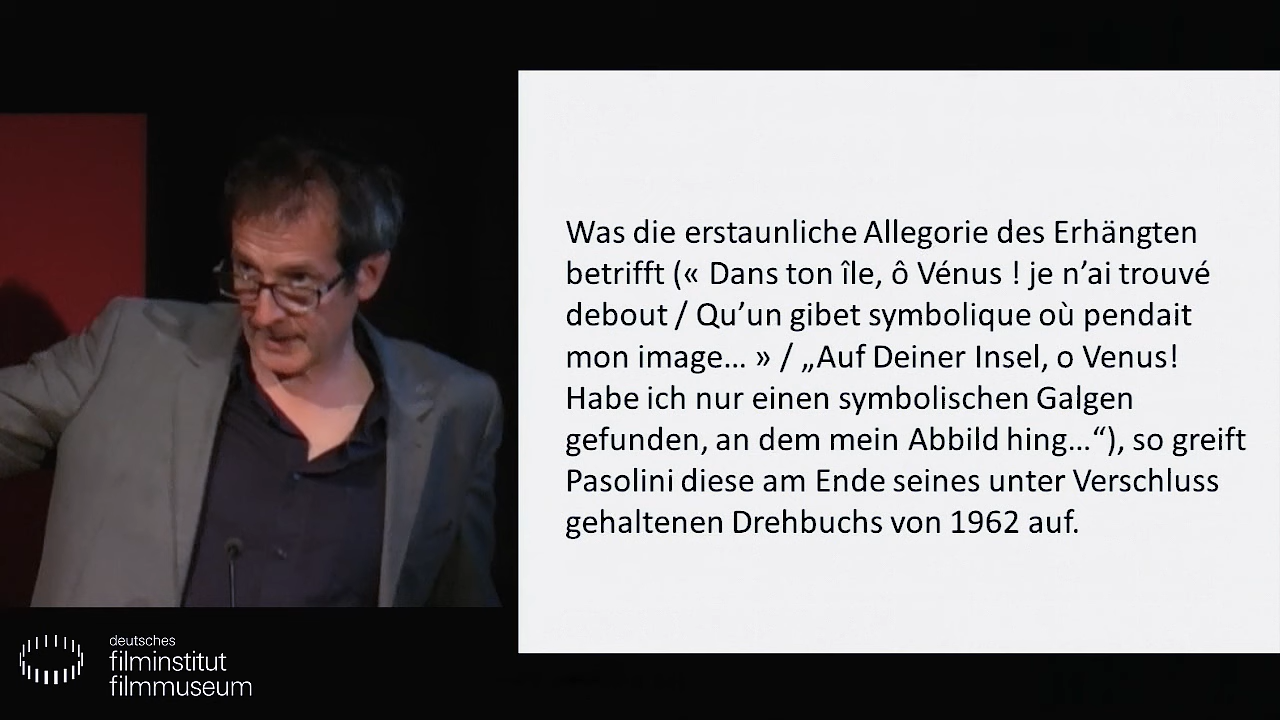 Was die erstaunliche Allegorie des Erhängten
betrifft (« Dans ton île, ô Vénus ! je n’ai trouvé
debout / Qu’un gibet symbolique où pendait
mon image… » / „Auf Deiner Insel, o Venus!
Habe ich nur einen symbolischen Galgen
gefunden, an dem mein Abbild hing…“), so greift
Pasolini diese am Ende seines unter Verschluss
gehaltenen Drehbuchs von 1962 auf.
deutsches
filminstitut
filmmuseum